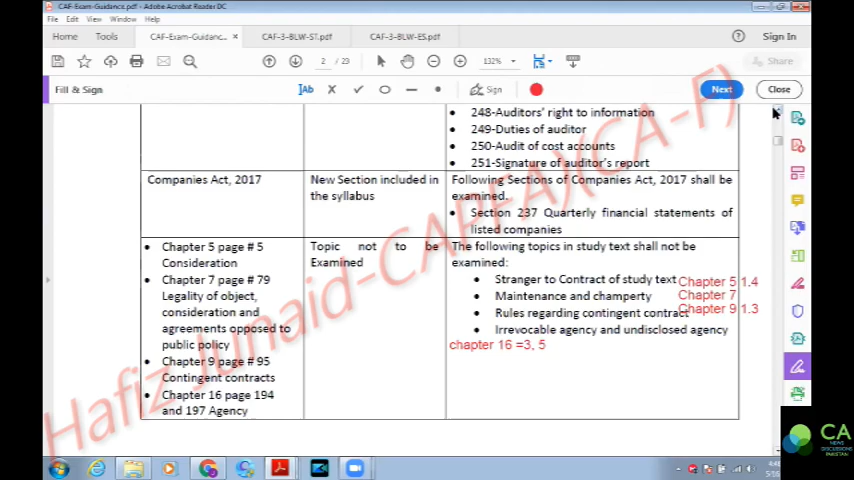 CAF-Exam-Guidance.pdf - Adobe Acrobat Reader DC
File Edit View Window Help
Home Tools CAF-Exam-Guidanc... × CAF-3-BLW-ST.pdf CAF-3-BLW-ES.pdf Sign In
2 / 29 132% Share
Fill & Sign Ab Sign Next Close
248-Auditors' right to information
249-Duties of auditor
250-Audit of cost accounts
251-Signature of auditor's report
Companies Act, 2017
New Section included in
the syllabus
Following Sections of Companies Act, 2017 shall be
examined.
Section 237 Quarterly financial statements of
listed companies
Chapter 5 page # 5
Consideration
Chapter 7 page # 79
Legality of object,
consideration and
agreements opposed to
public policy
Chapter 9 page # 95
Contingent contracts
Chapter 16 page 194
and 197 Agency
Topic not to be
Examined
The following topics in study text shall not be
examined:
Stranger to Contract of study text Chapter 5 1.4
Maintenance and champerty Chapter 7
Rules regarding contingent contract Chapter 9 1.3
Irrevocable agency and undisclosed agency
chapter 16 =3, 5
Hafiz Junaid-CAPFA)(CA-F)
CA
NEWS
DISCUSSIONS
PAKISTAN